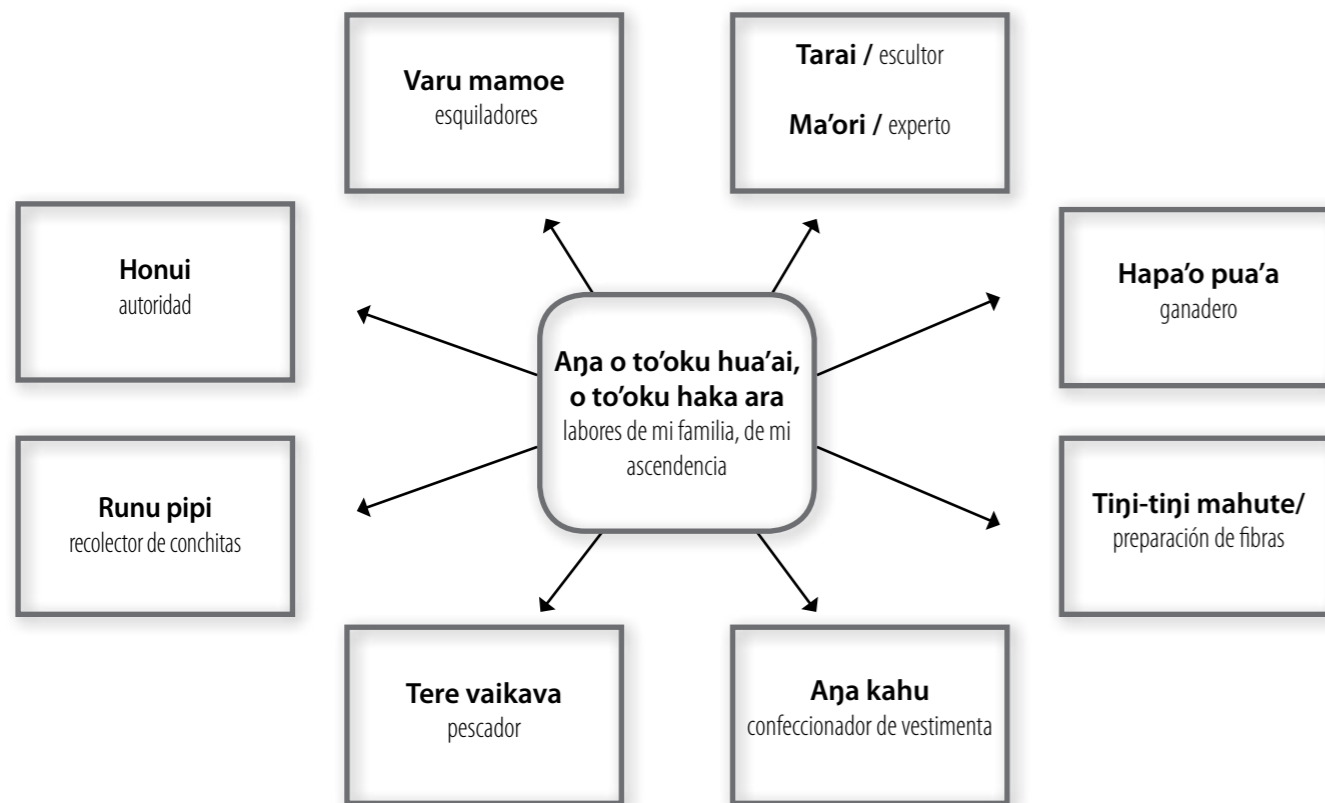 Varu mamoe
esquiladores
Tarai / escultor
Ma’ori / experto
Honui
autoridad
Hapa’o pua’a
ganadero
Aŋa o to’oku hua’ai,
o to’oku haka ara
labores de mi familia, de mi
ascendencia
Runu pipi
recolector de conchitas
Tiŋi-tiŋi mahute/
preparación de fibras
Tere vaikava
pescador
Aŋa kahu
confeccionador de vestimenta